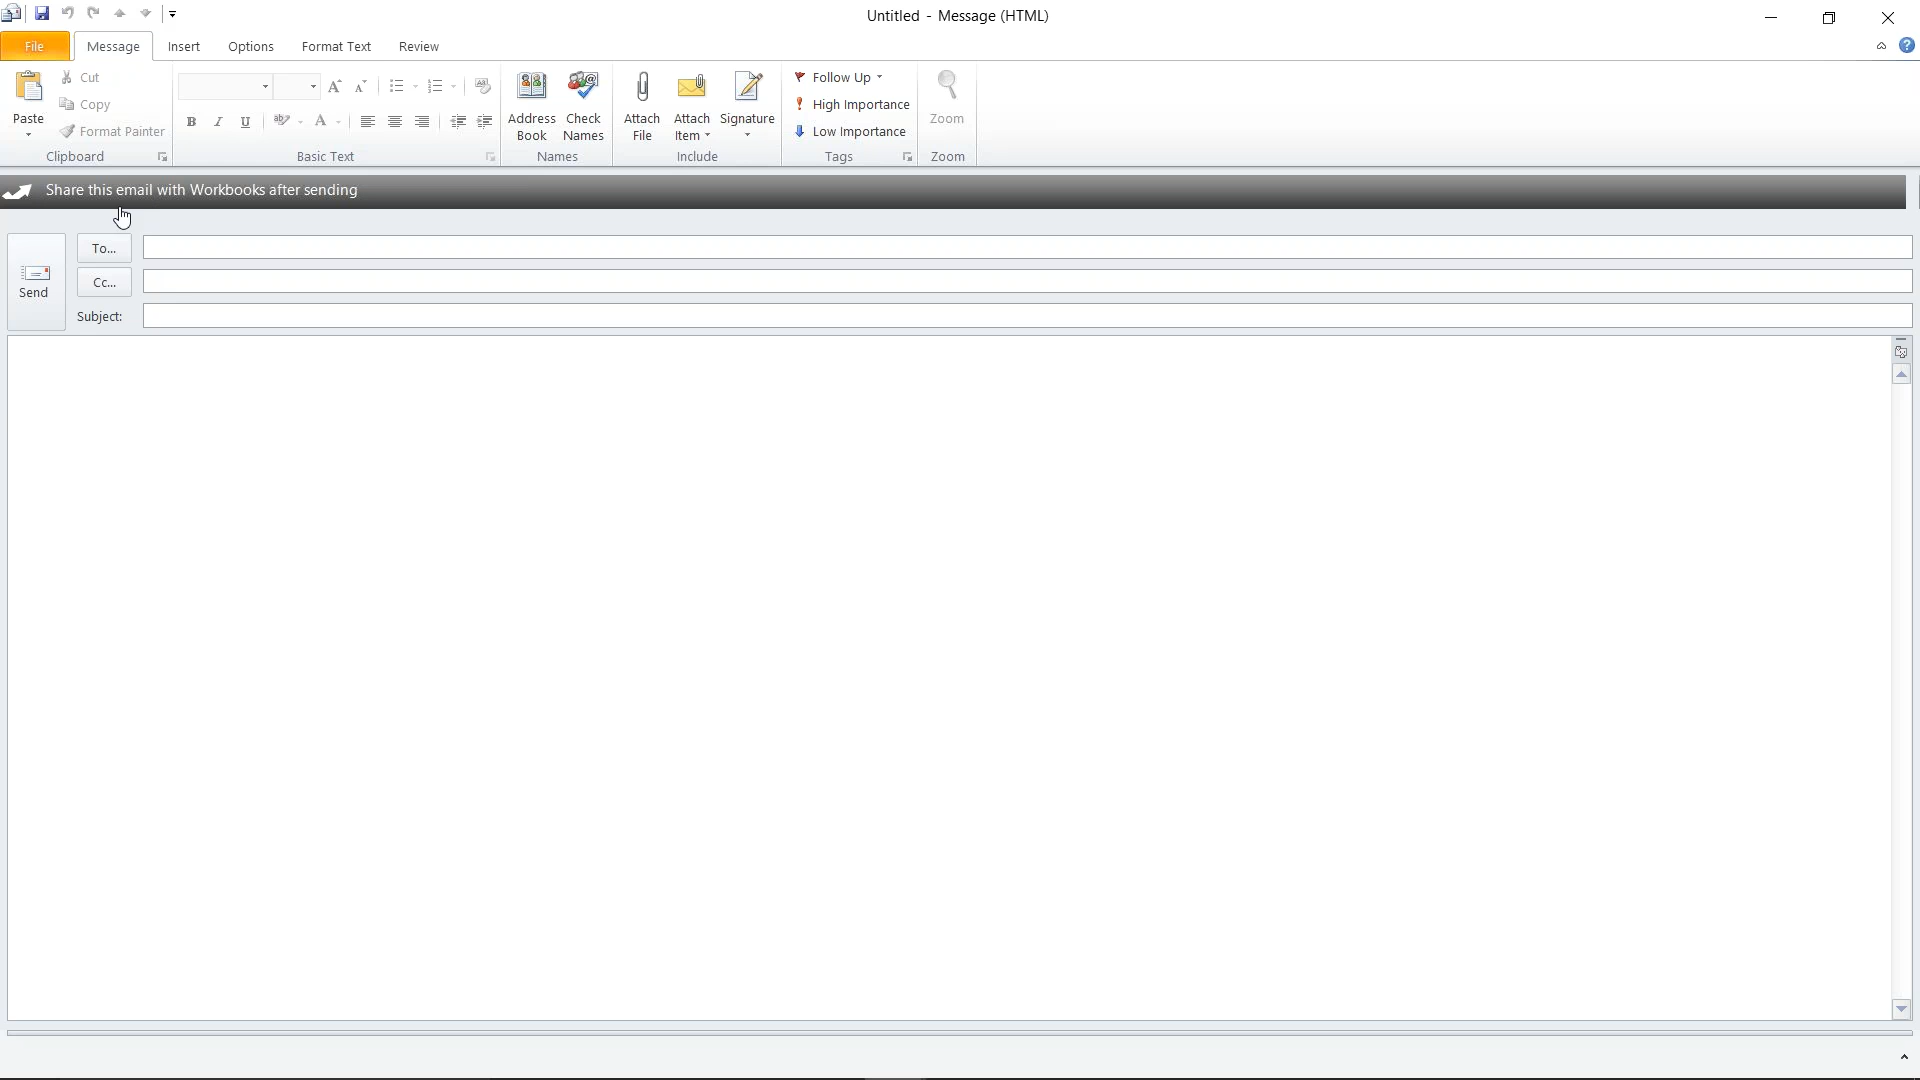 Untitled - Message (HTML)
File Message Insert Options Format Text Review
Paste
Cut
Copy
Format Painter
Clipboard
B I U
Basic Text
Address Book
Check Names
Names
Attach File
Attach Item
Signature
Include
Follow Up
High Importance
Low Importance
Tags
Zoom
Zoom
Share this email with Workbooks after sending
Send
To...
Cc...
Subject: